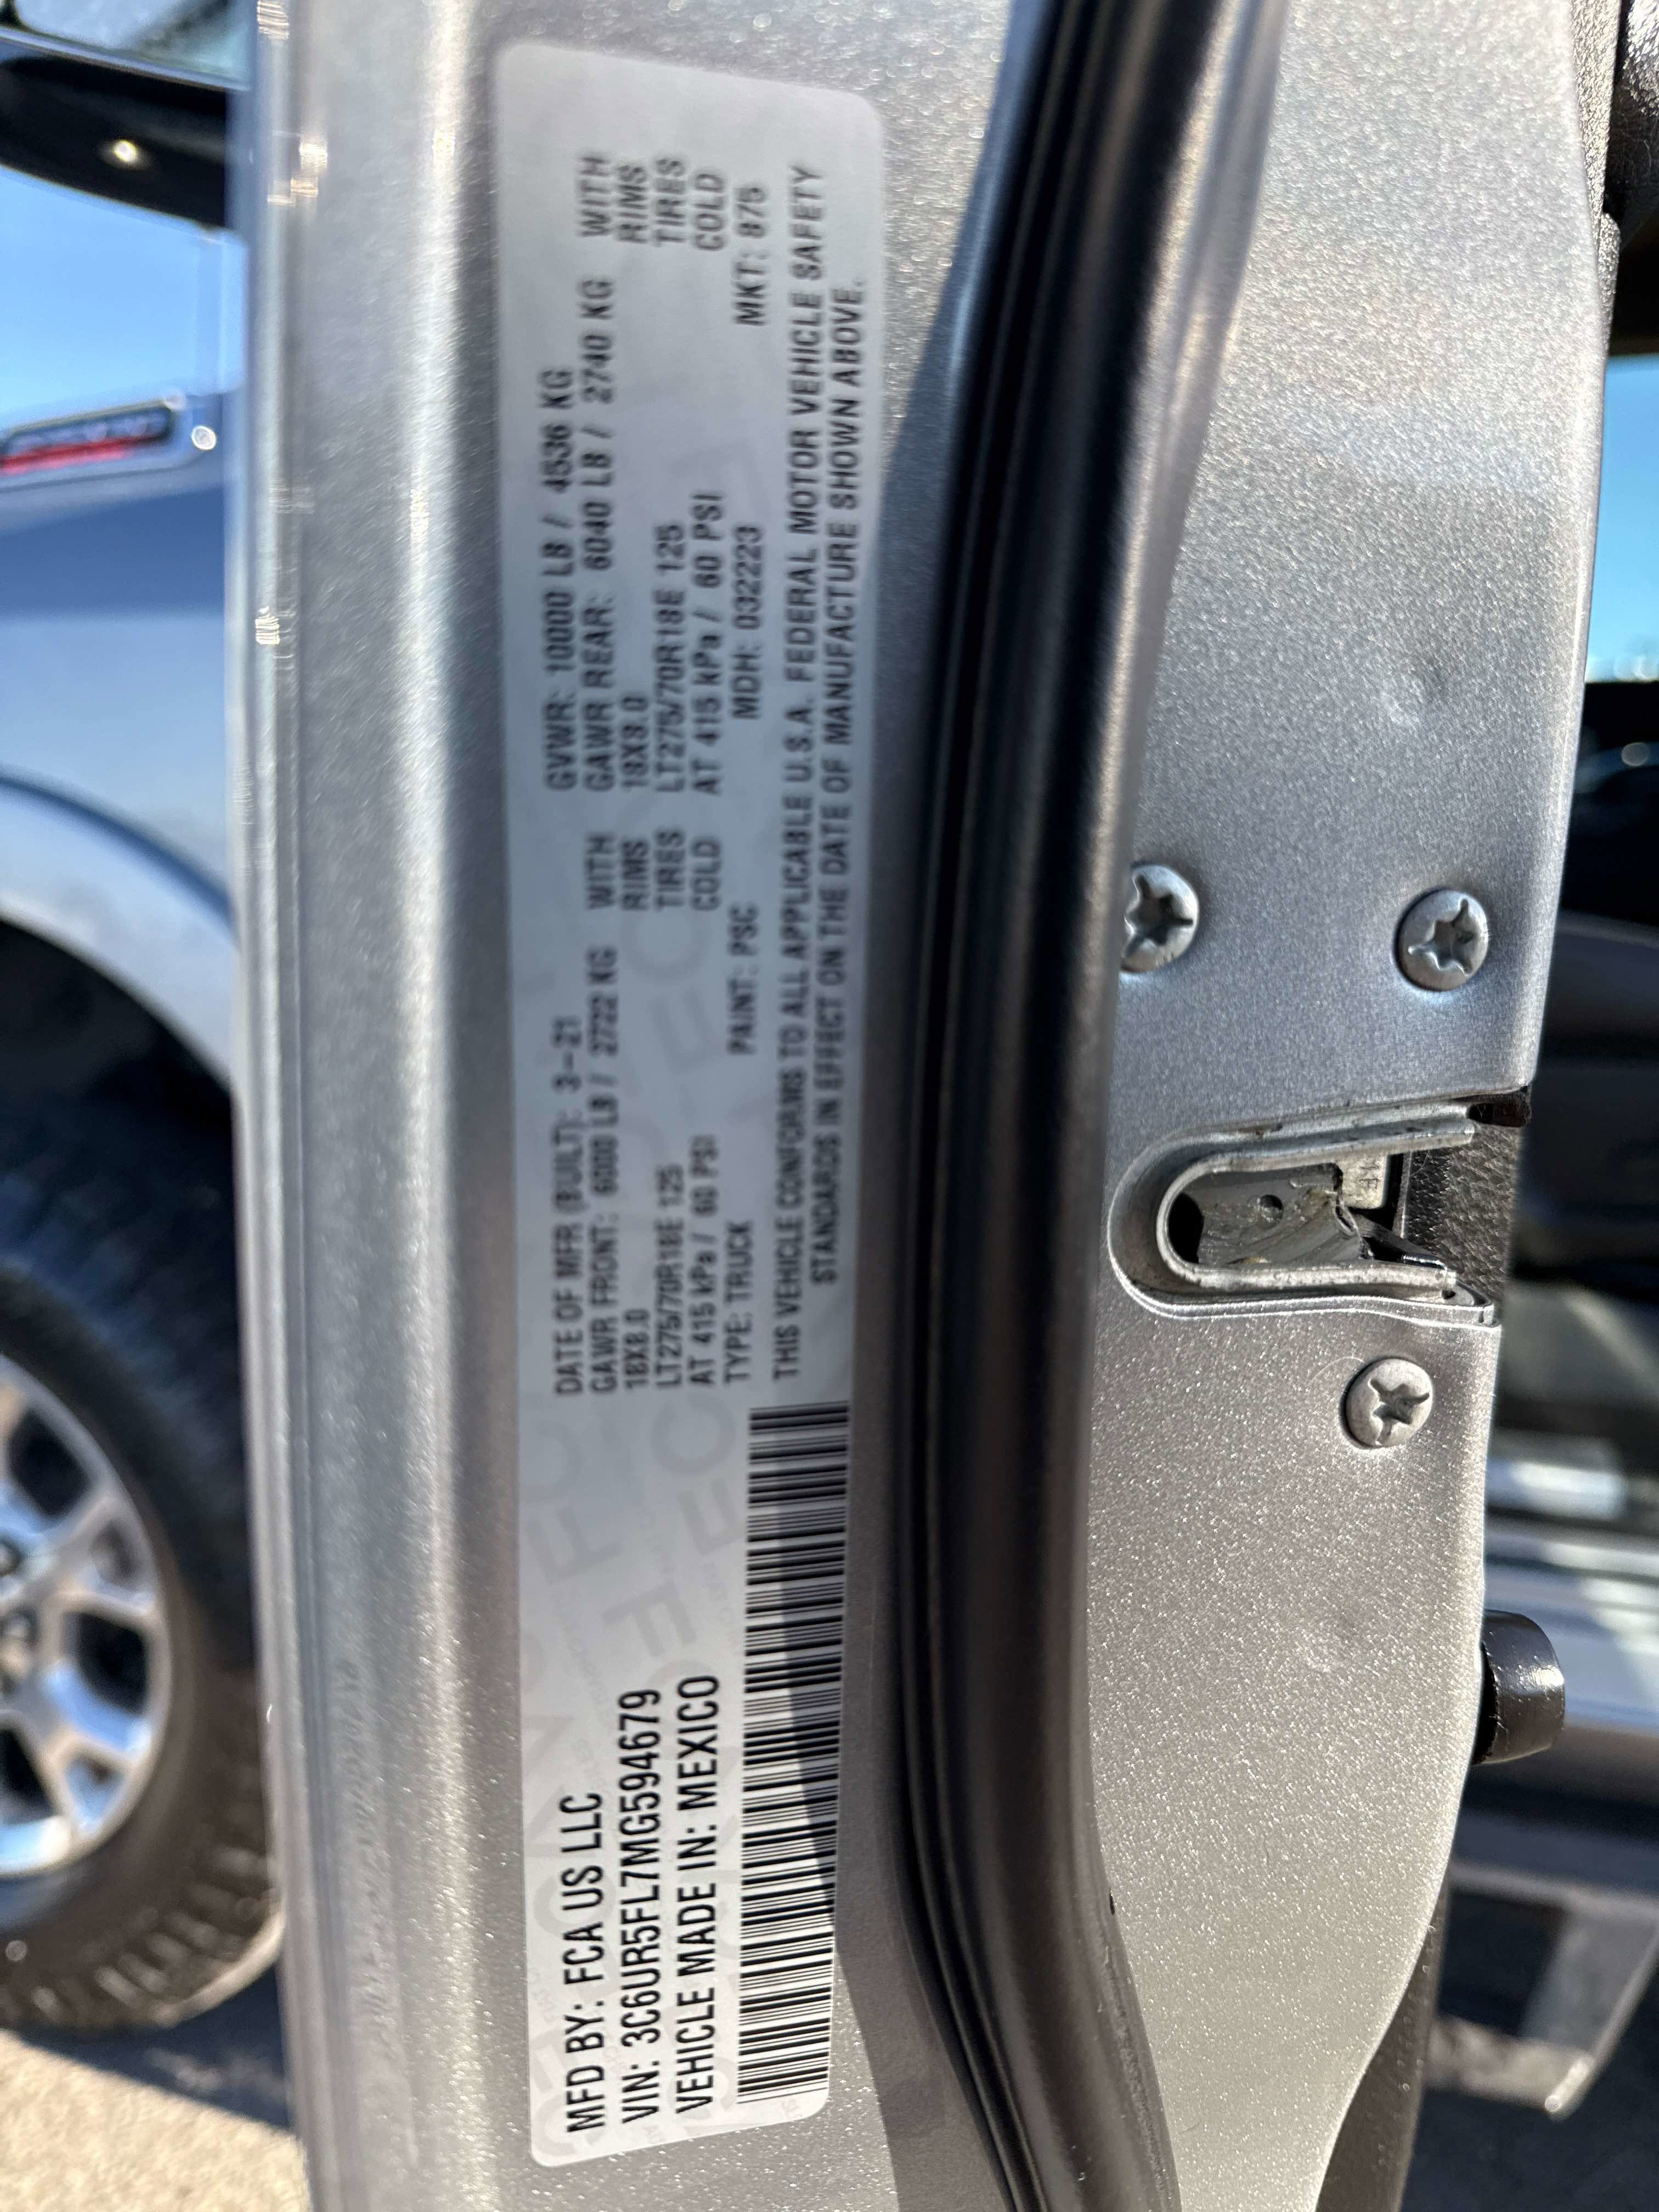 MFD BY: FCA US LLC
VIN: 3C6UR5FL7MG594679
VEHICLE MADE IN: MEXICO
DATE OF MFR (BUILT): 3-21 GVWR: 10000 LB / 4536 KG
GAWR FRONT: 6000 LB / 2722 KG WITH GAWR REAR: 6040 LB / 2740 KG WITH
18X8.0 RIMS 18X8.0 RIMS
LT275/70R18E 125 TIRES LT275/70R18E 125 TIRES
AT 415 kPa / 60 PSI COLD AT 415 kPa / 60 PSI COLD
TYPE: TRUCK PAINT: PSC MDH: 032223 MKT: 875
THIS VEHICLE CONFORMS TO ALL APPLICABLE U.S.A. FEDERAL MOTOR VEHICLE SAFETY
STANDARDS IN EFFECT ON THE DATE OF MANUFACTURE SHOWN ABOVE.